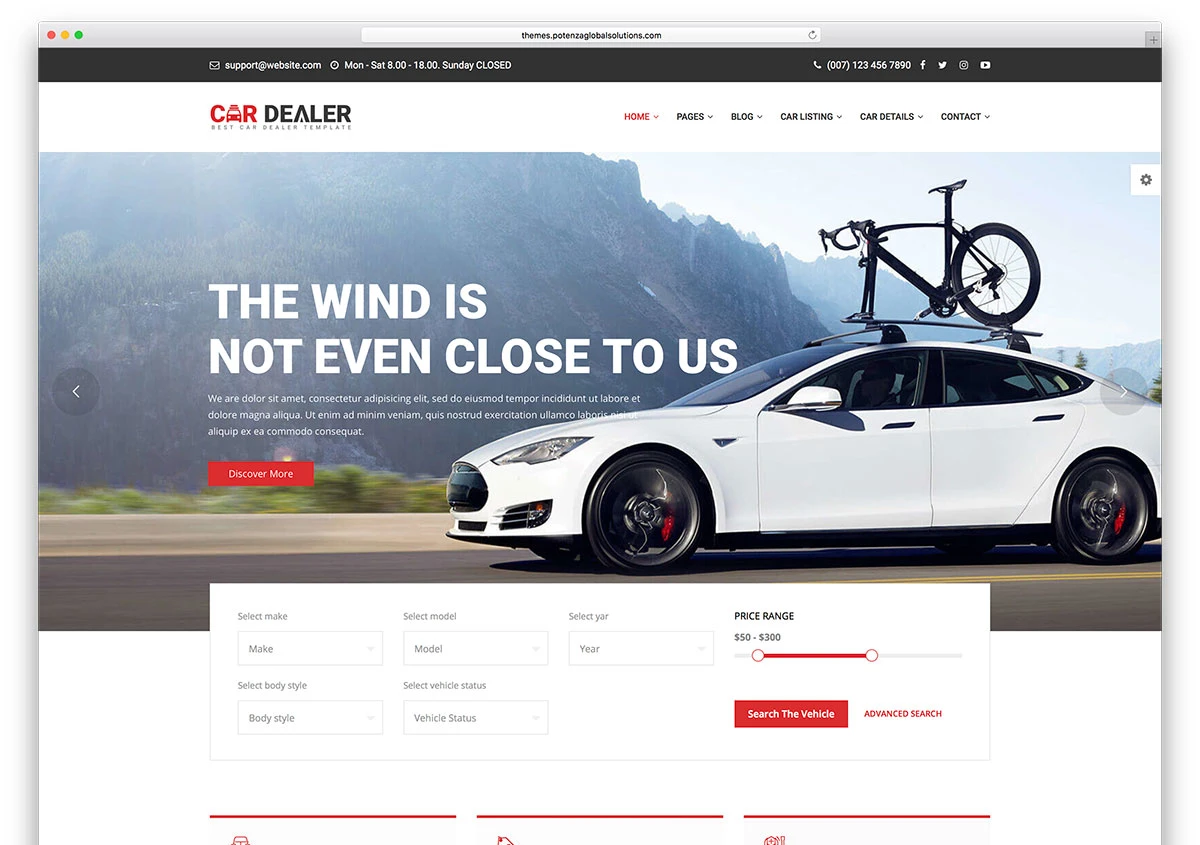 themes.potenzaglobalsolutions.com
support@website.com Mon - Sat 8.00 - 18.00. Sunday CLOSED (007) 123 456 7890
CAR DEALER
BEST CAR DEALER TEMPLATE
HOME PAGES BLOG CAR LISTING CAR DETAILS CONTACT
THE WIND IS
NOT EVEN CLOSE TO US
We are dolor sit amet, consectetur adipisicing elit, sed do eiusmod tempor incididunt ut labore et
dolore magna aliqua. Ut enim ad minim veniam, quis nostrud exercitation ullamco laboris nisi ut
aliquip ex ea commodo consequat.
Discover More
Select make Select model Select yar PRICE RANGE
$50 - $300
Make Model Year
Select body style Select vehicle status
Body style Vehicle Status Search The Vehicle ADVANCED SEARCH